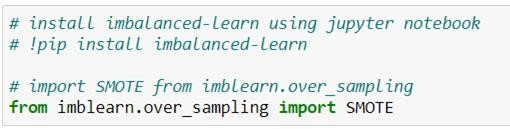 # install imbalanced-learn using jupyter notebook
# !pip install imbalanced-learn
# import SMOTE from imblearn.over_sampling
from imblearn.over_sampling import SMOTE